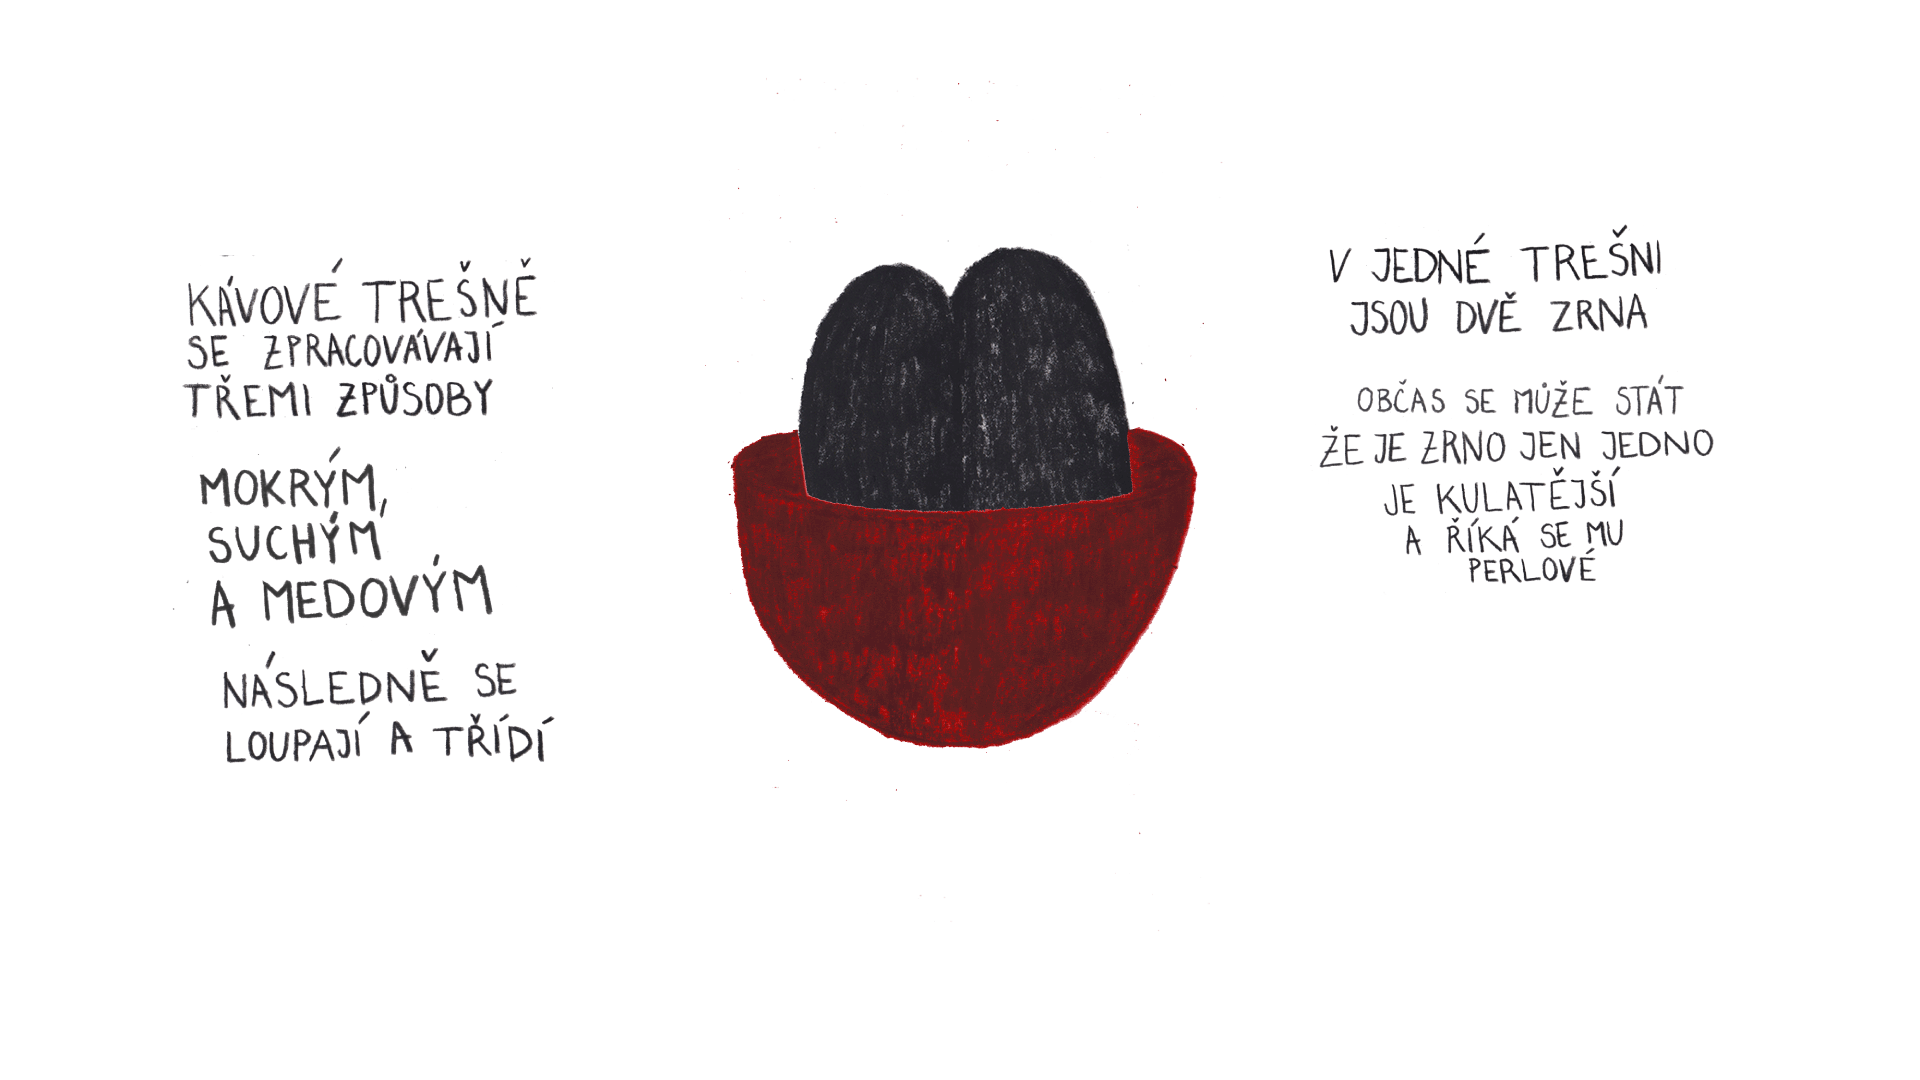 KÁVOVÉ TREŠNĚ
SE ZPRACOVÁVAJÍ
TŘEMI ZPŮSOBY
MOKRÝM,
SUCHÝM
A MEDOVÝM
NÁSLEDNĚ SE
LOUPAJÍ A TŘÍDÍ
V JEDNÉ TREŠNI
JSOU DVĚ ZRNA
OBČAS SE MŮŽE STÁT
ŽE JE ZRNO JEN JEDNO
JE KULATĚJŠÍ
A ŘÍKÁ SE MU
PERLOVÉ